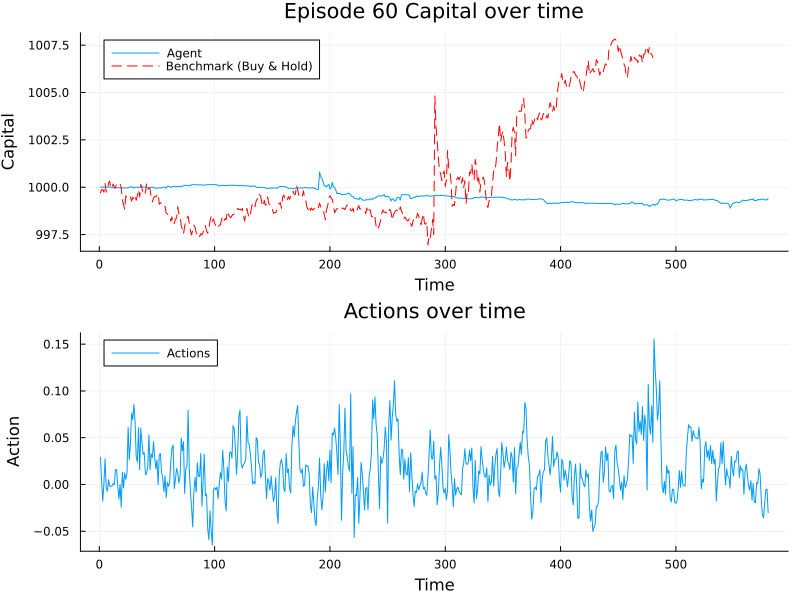 Episode 60 Capital over time
Capital
1007.5
1005.0
1002.5
1000.0
997.5
Agent
Benchmark (Buy & Hold)
0 100 200 300 400 500
Time
Actions over time
Action
0.15
0.10
0.05
0.00
−0.05
Actions
0 100 200 300 400 500
Time